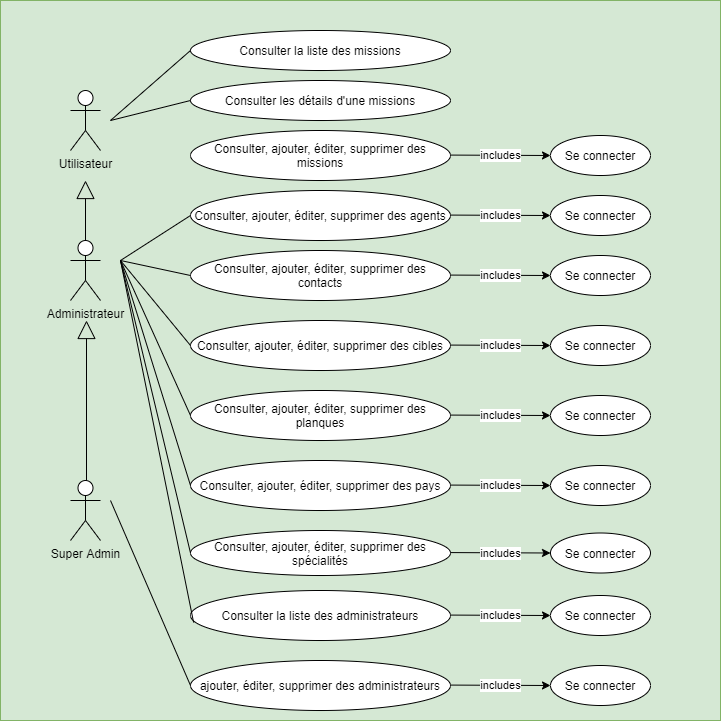 Consulter la liste des missions
Consulter les détails d'une missions
Utilisateur
Consulter, ajouter, éditer, supprimer des
missions
includes
Se connecter
Consulter, ajouter, éditer, supprimer des agents
includes
Se connecter
Consulter, ajouter, éditer, supprimer des
contacts
includes
Se connecter
Administrateur
Consulter, ajouter, éditer, supprimer des cibles
includes
Se connecter
Consulter, ajouter, éditer, supprimer des
planques
includes
Se connecter
Consulter, ajouter, éditer, supprimer des pays
includes
Se connecter
Super Admin
Consulter, ajouter, éditer, supprimer des
spécialités
includes
Se connecter
Consulter la liste des administrateurs
includes
Se connecter
ajouter, éditer, supprimer des administrateurs
includes
Se connecter